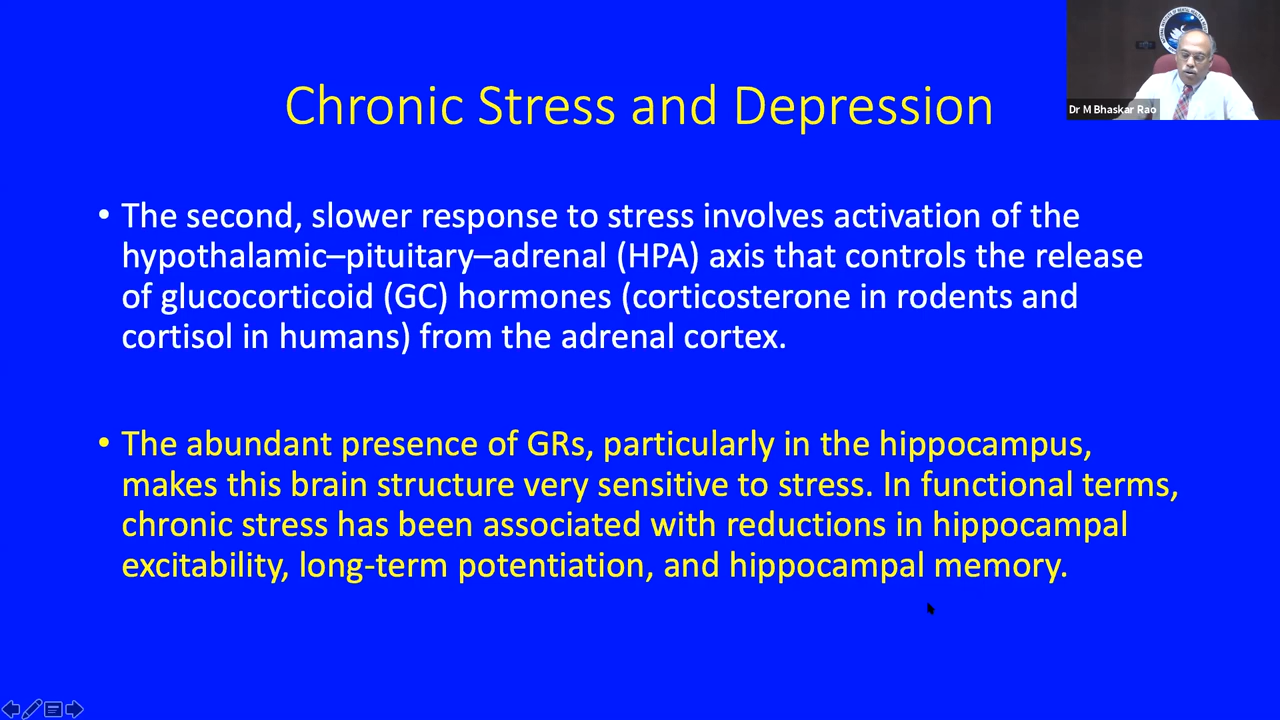 Chronic Stress and Depression
Dr M Bhaskar Rao
• The second, slower response to stress involves activation of the
hypothalamic–pituitary–adrenal (HPA) axis that controls the release
of glucocorticoid (GC) hormones (corticosterone in rodents and
cortisol in humans) from the adrenal cortex.
• The abundant presence of GRs, particularly in the hippocampus,
makes this brain structure very sensitive to stress. In functional terms,
chronic stress has been associated with reductions in hippocampal
excitability, long-term potentiation, and hippocampal memory.